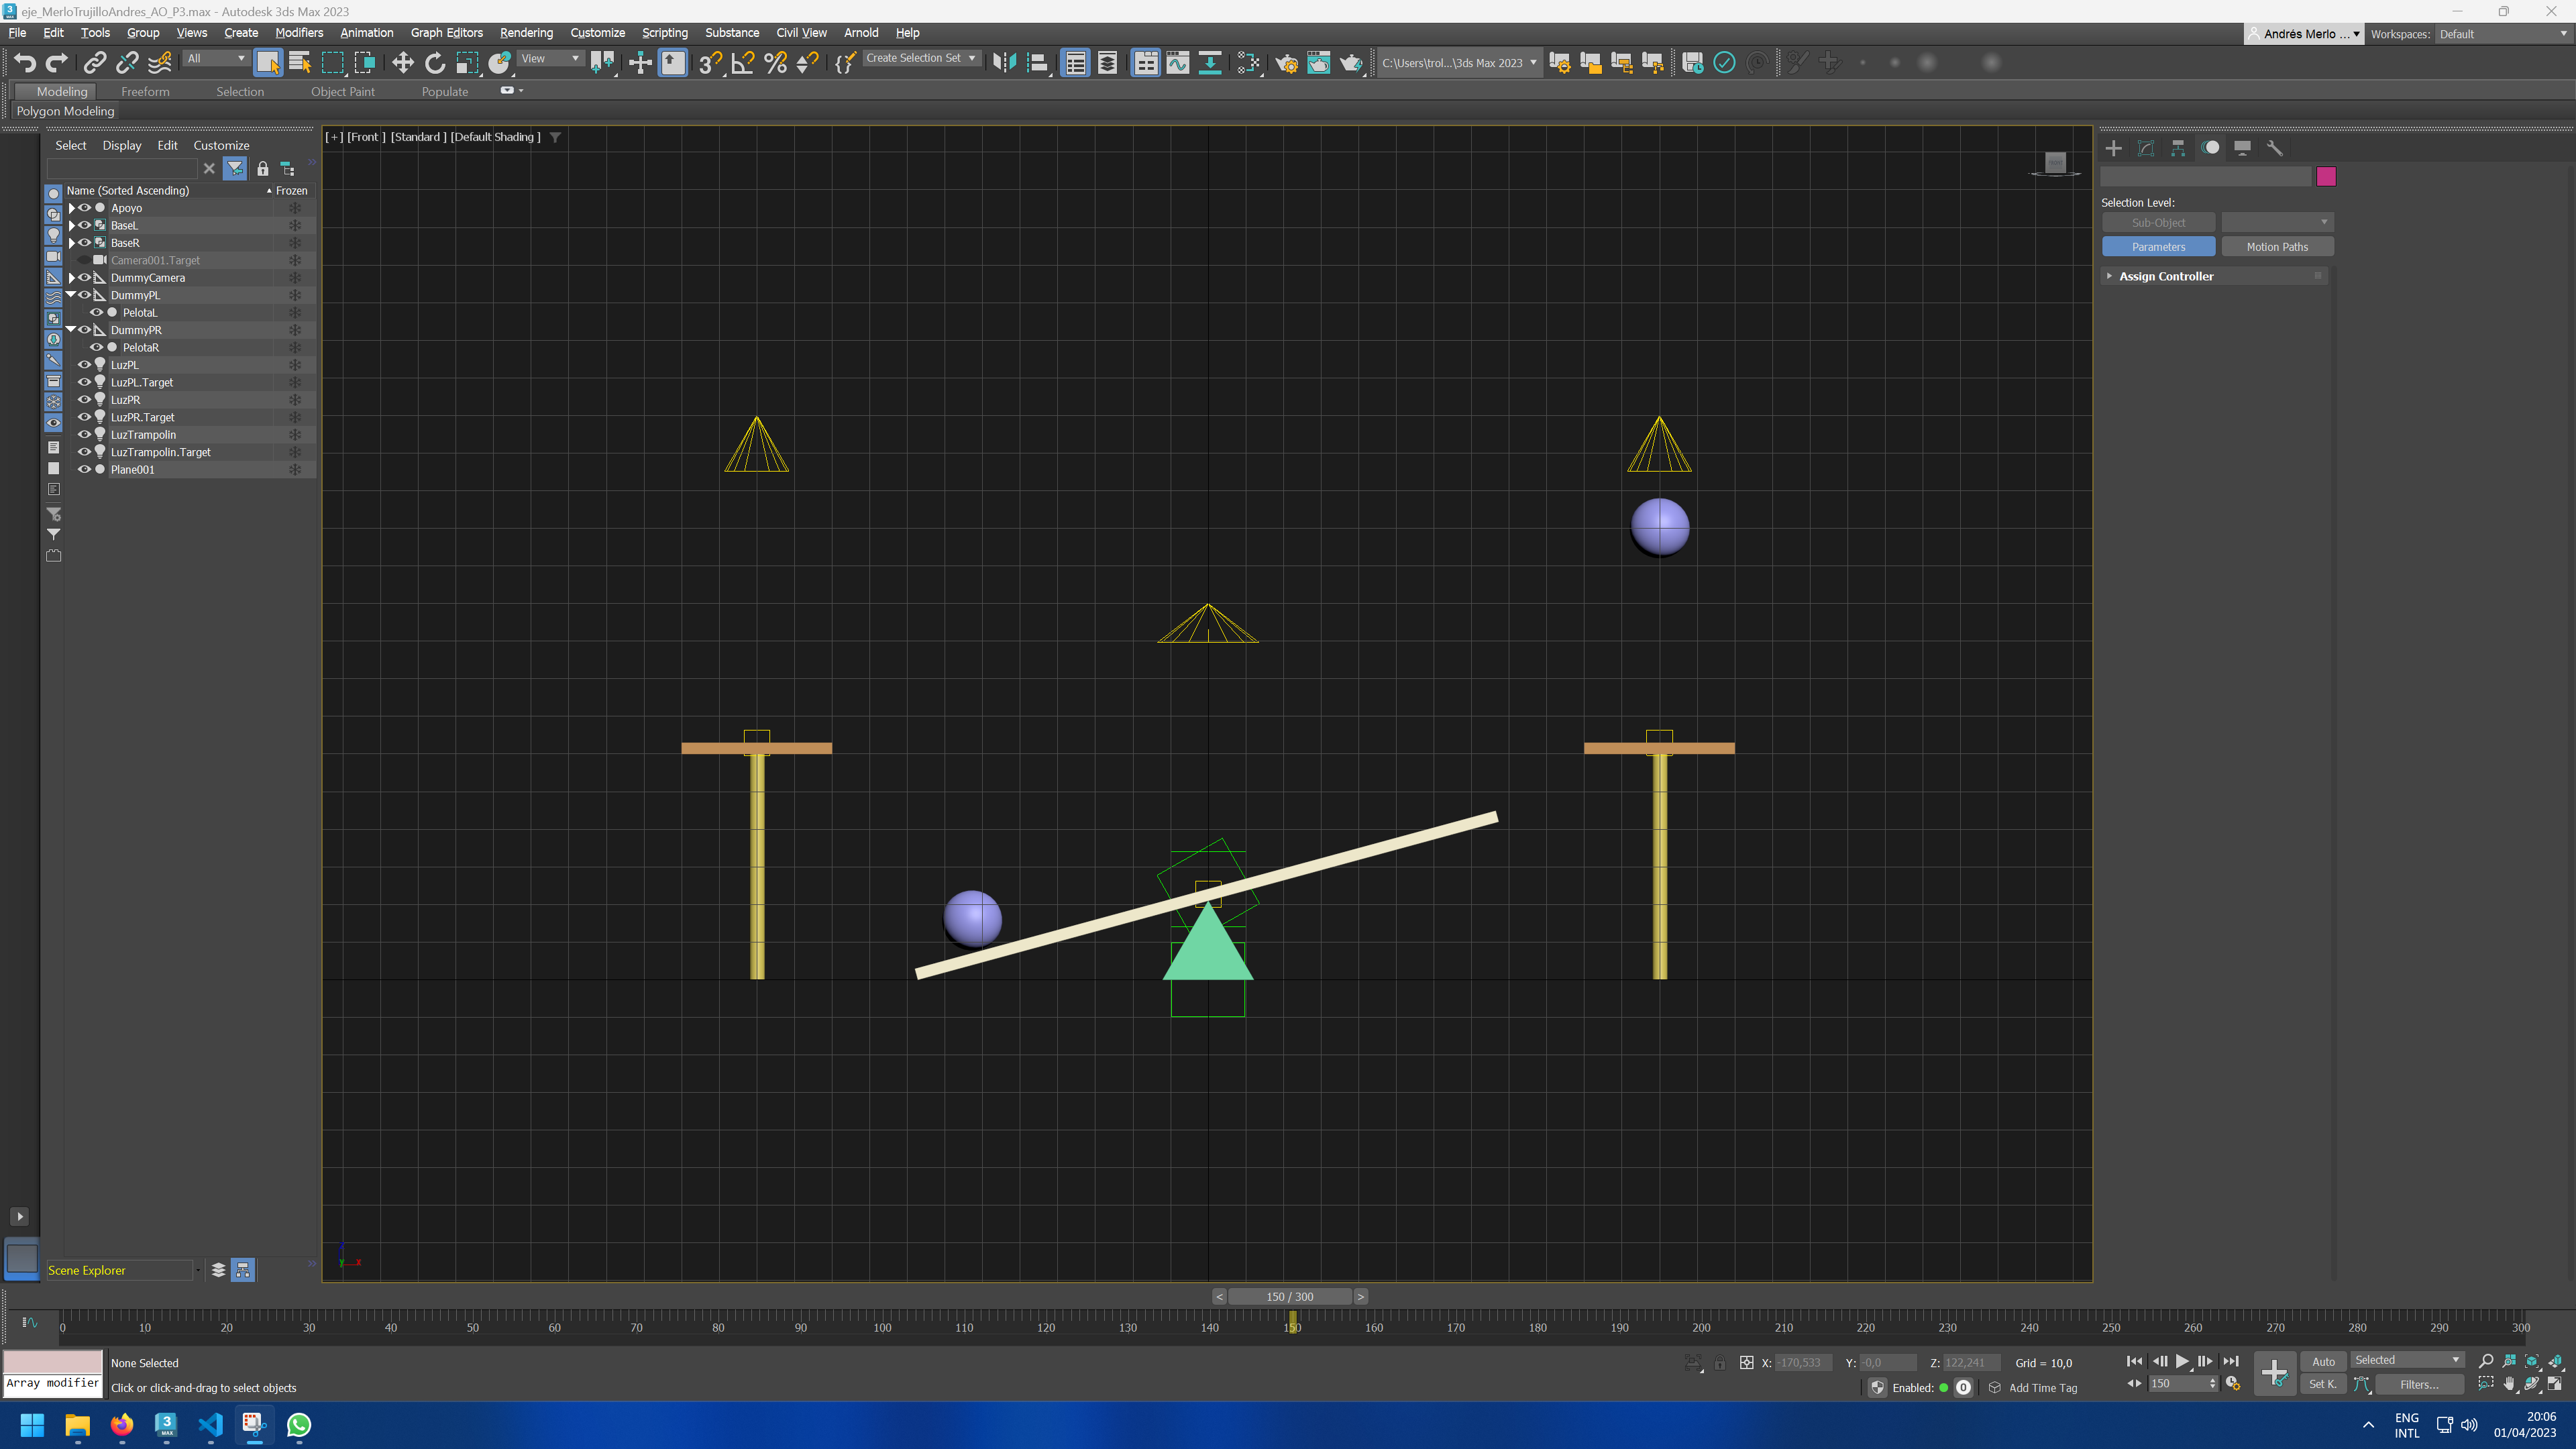 eje_MerloTrujilloAndres_AO_P3.max - Autodesk 3ds Max 2023
File Edit Tools Group Views Create Modifiers Animation Graph Editors Rendering Customize Scripting Substance Civil View Arnold Help
Andrés Merlo ... Workspaces: Default
All View Create Selection Set C:\Users\trol...\3ds Max 2023
Modeling Freeform Selection Object Paint Populate
Polygon Modeling
Select Display Edit Customize
Name (Sorted Ascending) Frozen
Apoyo
BaseL
BaseR
Camera001.Target
DummyCamera
DummyPL
PelotaL
DummyPR
PelotaR
LuzPL
LuzPL.Target
LuzPR
LuzPR.Target
LuzTrampolin
LuzTrampolin.Target
Plane001
Scene Explorer
[+] [Front ] [Standard ] [Default Shading ]
Selection Level:
Sub-Object
Parameters Motion Paths
Assign Controller
< 150 / 300 >
0 10 20 30 40 50 60 70 80 90 100 110 120 130 140 150 160 170 180 190 200 210 220 230 240 250 260 270 280 290 300
None Selected
Array modifier
Click or click-and-drag to select objects
X: -170,533 Y: -0,0 Z: 122,241 Grid = 10,0
Enabled: 0 Add Time Tag
Auto Selected
150 Set K. Filters...
ENG
INTL
20:06
01/04/2023